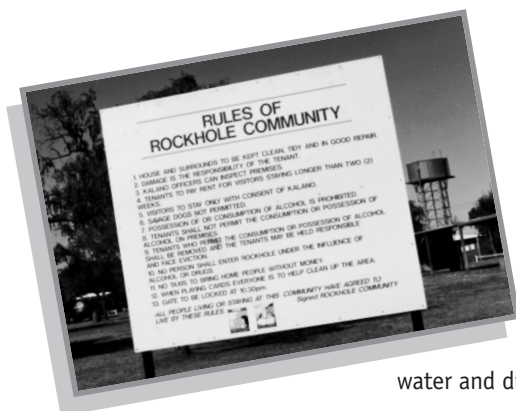 RULES OF
ROCKHOLE COMMUNITY
1. HOUSE AND SURROUNDS TO BE KEPT CLEAN, TIDY AND IN GOOD REPAIR.
2. DAMAGE IS THE RESPONSIBILITY OF THE TENANT.
3. KALANO OFFICERS CAN INSPECT PREMISES.
4. TENANTS TO PAY RENT FOR VISITORS STAYING LONGER THAN TWO (2)
WEEKS.
5. VISITORS TO STAY ONLY WITH CONSENT OF KALANO.
6. SAVAGE DOGS NOT PERMITTED.
7. POSSESSION OF OR CONSUMPTION OF ALCOHOL IS PROHIBITED.
8. TENANTS SHALL NOT PERMIT THE CONSUMPTION OR POSSESSION OF
ALCOHOL ON PREMISES.
9. TENANTS WHO PERMIT THE CONSUMPTION OR POSSESSION OF ALCOHOL
SHALL BE REMOVED AND THE TENANTS MAY BE HELD RESPONSIBLE
AND FACE EVICTION.
10. NO PERSON SHALL ENTER ROCKHOLE UNDER THE INFLUENCE OF
ALCOHOL OR DRUGS.
11. NO TAXIS TO BRING HOME PEOPLE WITHOUT MONEY.
12. WHEN PLAYING CARDS EVERYONE IS TO HELP CLEAN UP THE AREA.
13. GATE TO BE LOCKED AT 10:30pm.
ALL PEOPLE LIVING OR STAYING AT THIS COMMUNITY HAVE AGREED TO
LIVE BY THESE RULES
Signed ROCKHOLE COMMUNITY
water and